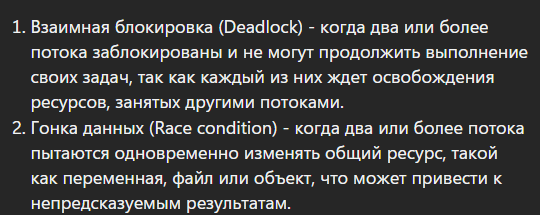 1. Взаимная блокировка (Deadlock) - когда два или более
потока заблокированы и не могут продолжить выполнение
своих задач, так как каждый из них ждет освобождения
ресурсов, занятых другими потоками.
2. Гонка данных (Race condition) - когда два или более потока
пытаются одновременно изменять общий ресурс, такой
как переменная, файл или объект, что может привести к
непредсказуемым результатам.